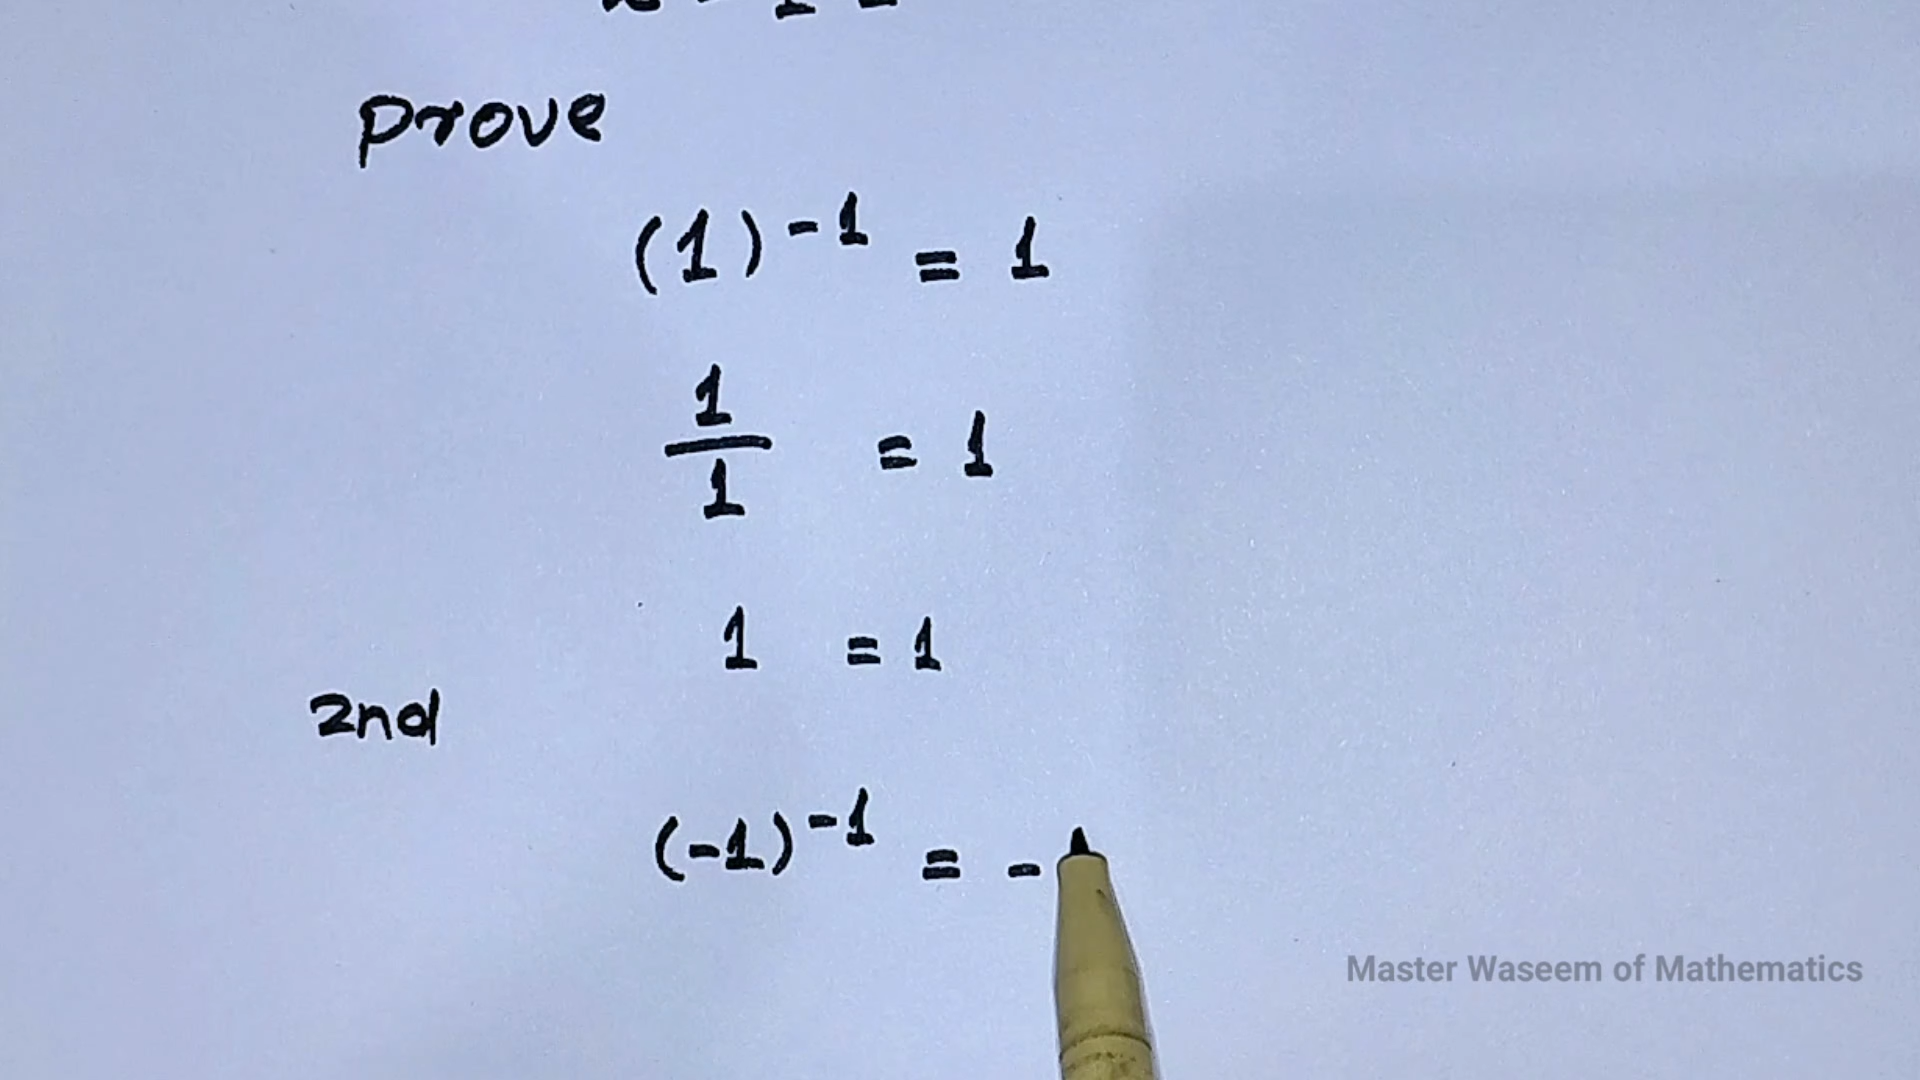 prove
(1)⁻¹ = 1
1/1 = 1
1 = 1
2nd
(-1)⁻¹ = -
Master Waseem of Mathematics